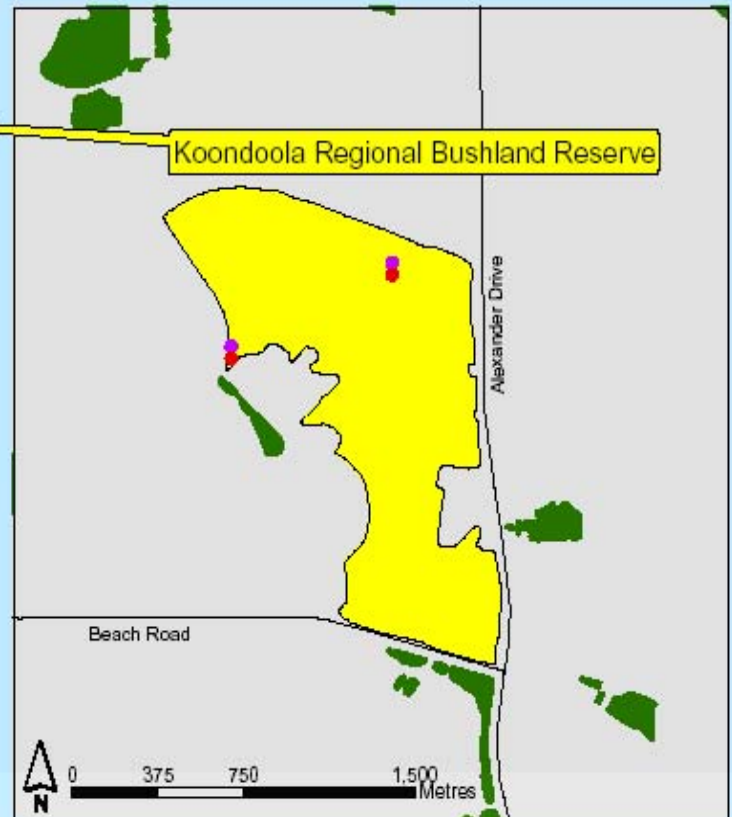 Koondoola Regional Bushland Reserve
Alexander Drive
Beach Road
0 375 750 1,500
Metres
N